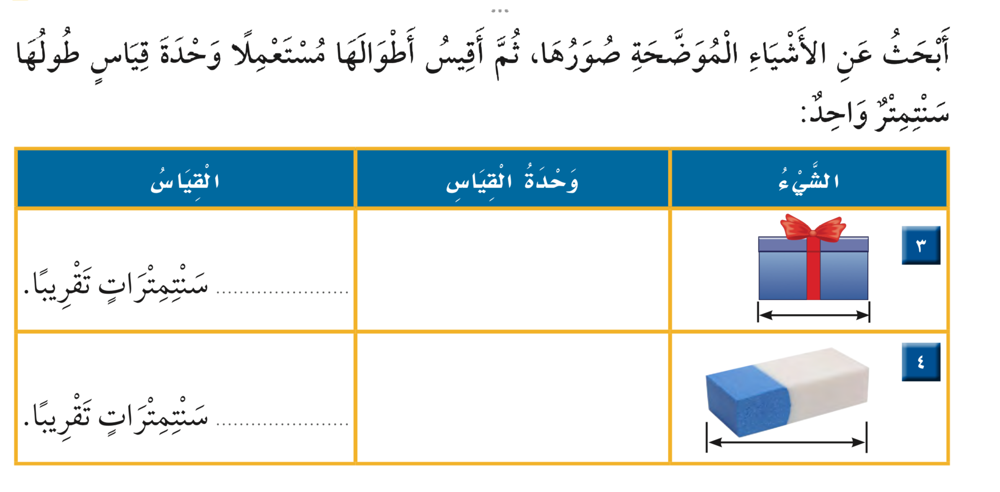 أَبْحَثُ عَنِ الأَشْيَاءِ الْمُوَضَّحَةِ صُوَرُهَا، ثُمَّ أَقِيسُ أَطْوَالَهَا مُسْتَعْمِلًا وَحْدَةَ قِيَاسٍ طُولُهَا
سَنْتِمِتْرٌ وَاحِدٌ:
الشَّيْءُ وَحْدَةُ الْقِيَاسِ الْقِيَاسُ
٣
...................... سَنْتِمِتْرَاتٍ تَقْرِيبًا.
٤
...................... سَنْتِمِتْرَاتٍ تَقْرِيبًا.